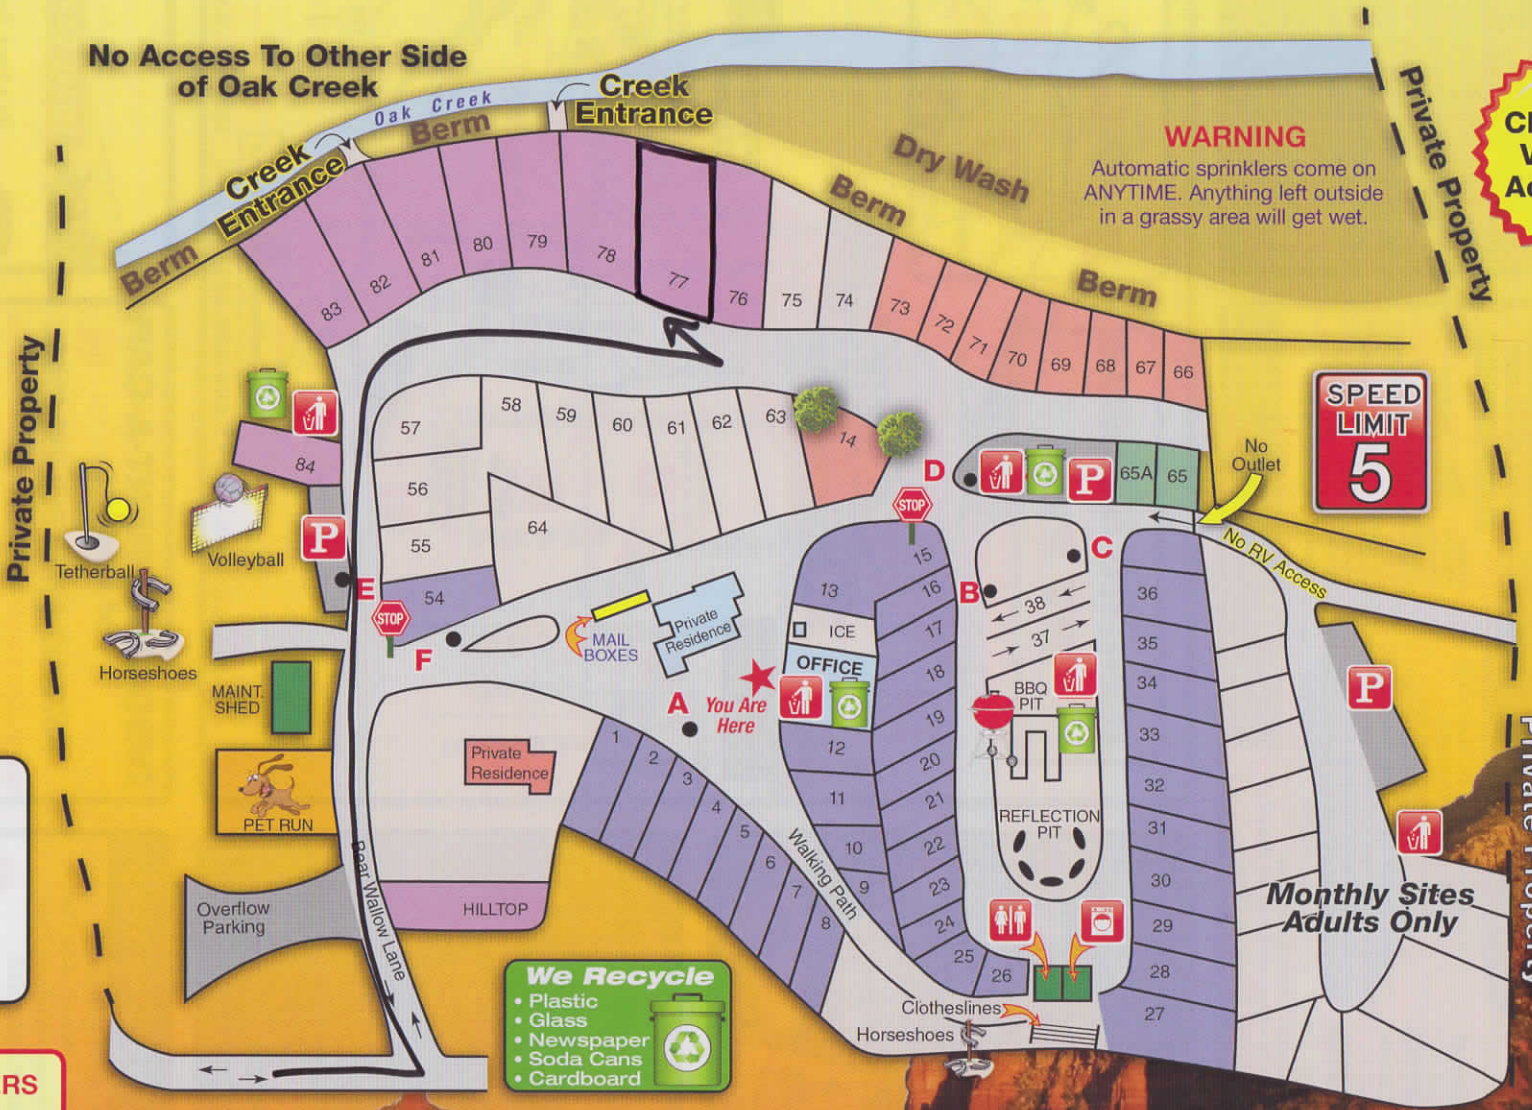 No Access To Other Side
of Oak Creek
Oak Creek
Creek
Entrance
Berm
Creek
Entrance
Berm
Dry Wash
Berm
Berm
WARNING
Automatic sprinklers come on
ANYTIME. Anything left outside
in a grassy area will get wet.
Private Property
Private Property
Private Property
83
82
81
80
79
78
77
76
75
74
73
72
71
70
69
68
67
66
SPEED
LIMIT
5
No
Outlet
No RV Access
57
58
59
60
61
62
63
14
56
55
64
54
84
P
Volleyball
Tetherball
Horseshoes
E
STOP
F
D
STOP
P
65A
65
C
B
38
37
MAINT.
SHED
PET RUN
Overflow
Parking
Bear Wallow Lane
Private
Residence
HILLTOP
MAIL
BOXES
Private
Residence
A
You Are
Here
13
ICE
OFFICE
12
11
10
9
15
16
17
18
19
20
21
22
23
24
25
26
1
2
3
4
5
6
7
8
Walking Path
BBQ
PIT
REFLECTION
PIT
36
35
34
33
32
31
30
29
28
27
P
Monthly Sites
Adults Only
Clotheslines
Horseshoes
We Recycle
• Plastic
• Glass
• Newspaper
• Soda Cans
• Cardboard
RS